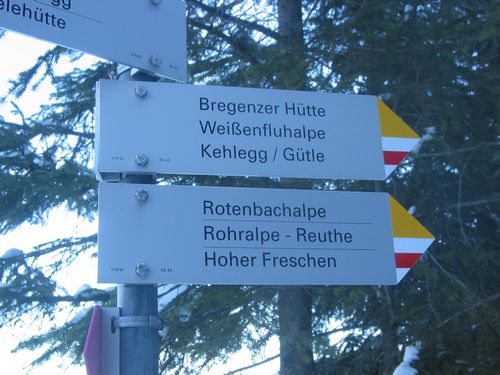 Bregenzer Hütte
Weißenfluhalpe
Kehlegg / Gütle
Rotenbachalpe
Rohralpe - Reuthe
Hoher Freschen